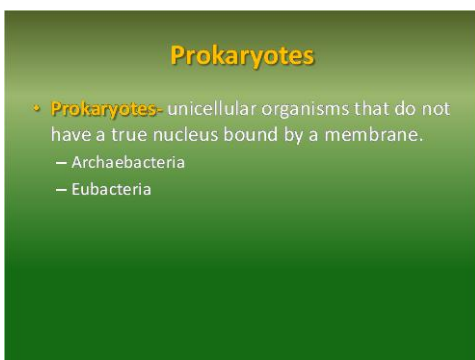 Prokaryotes
• Prokaryotes- unicellular organisms that do not
have a true nucleus bound by a membrane.
– Archaebacteria
– Eubacteria